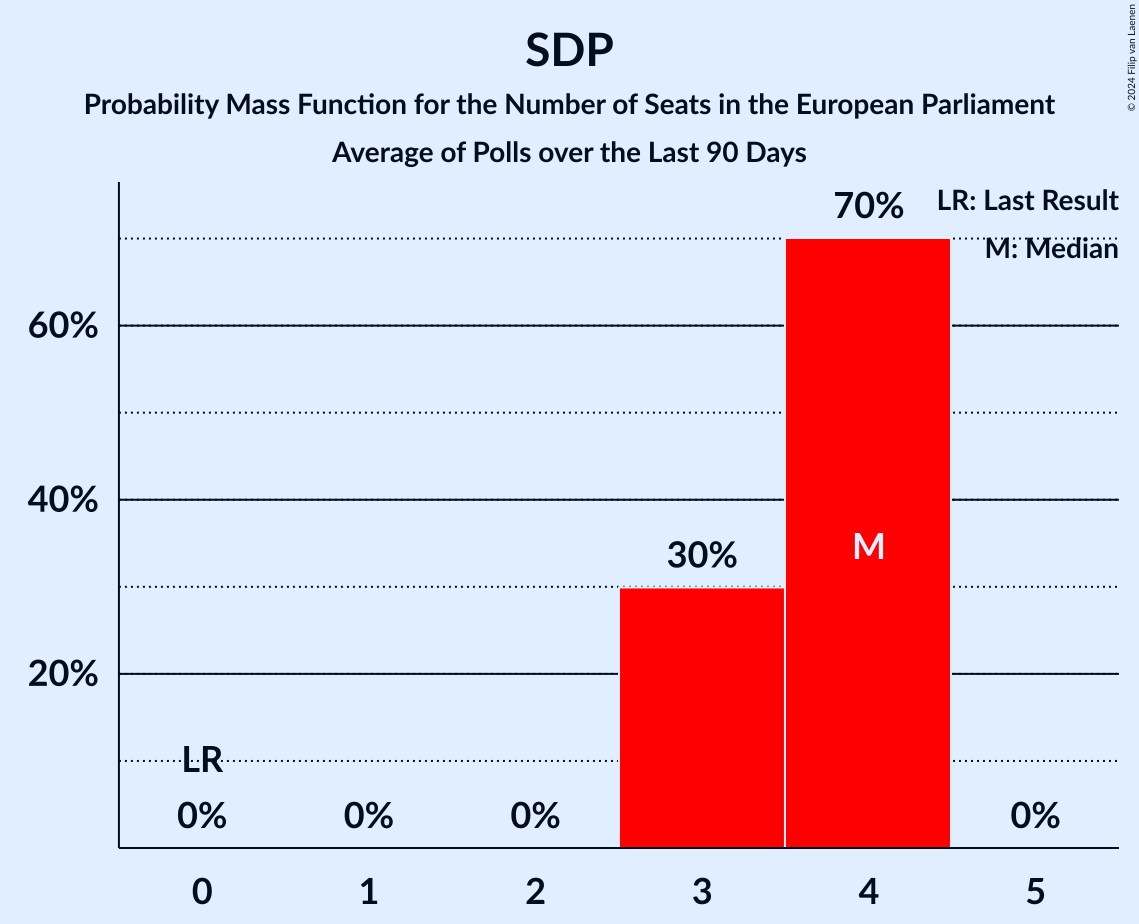 SDP
Probability Mass Function for the Number of Seats in the European Parliament
Average of Polls over the Last 90 Days
© 2024 Filip van Laenen
LR: Last Result
M: Median
70%
60%
40%
30%
M
20%
LR
0% 0% 0% 0%
0 1 2 3 4 5